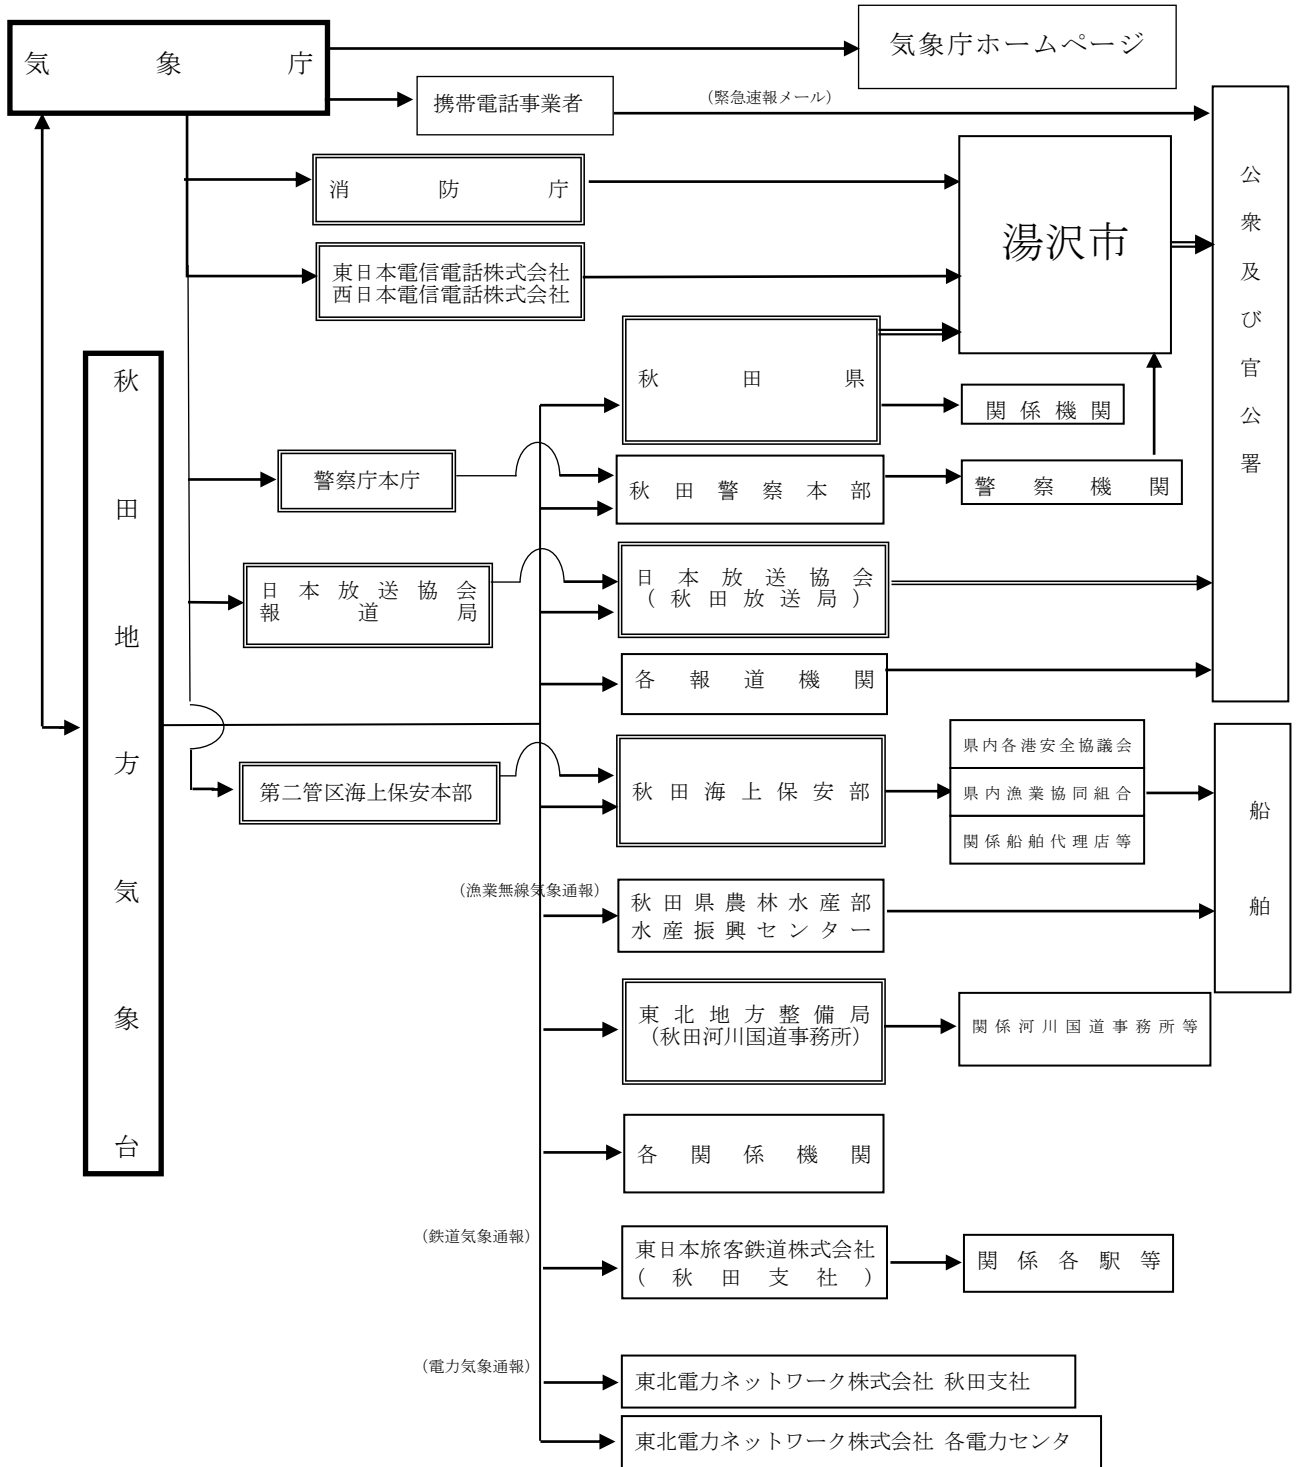 気象庁
気象庁ホームページ
携帯電話事業者
（緊急速報メール）
公衆及び官公署
消防庁
湯沢市
東日本電信電話株式会社
西日本電信電話株式会社
秋田県
関係機関
秋田地方気象台
警察庁本庁
秋田警察本部
警察機関
日本放送協会
報道局
日本放送協会
（秋田放送局）
各報道機関
第二管区海上保安本部
秋田海上保安部
県内各港安全協議会
県内漁業協同組合
関係船舶代理店等
船舶
（漁業無線気象通報）
秋田県農林水産部
水産振興センター
東北地方整備局
（秋田河川国道事務所）
関係河川国道事務所等
各関係機関
（鉄道気象通報）
東日本旅客鉄道株式会社
（秋田支社）
関係各駅等
（電力気象通報）
東北電力ネットワーク株式会社 秋田支社
東北電力ネットワーク株式会社 各電力センタ